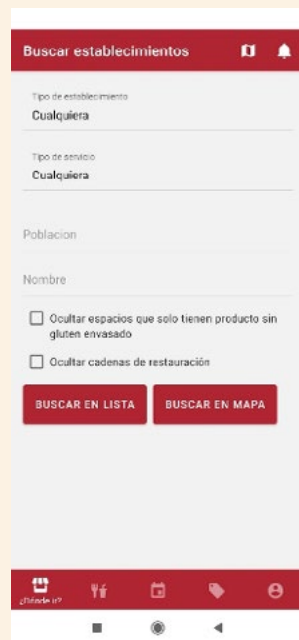 Buscar establecimientos
Tipo de establecimiento
Cualquiera
Tipo de servicio
Cualquiera
Poblacion
Nombre
Ocultar espacios que solo tienen producto sin
gluten envasado
Ocultar cadenas de restauración
BUSCAR EN LISTA BUSCAR EN MAPA
¿Dónde ir?